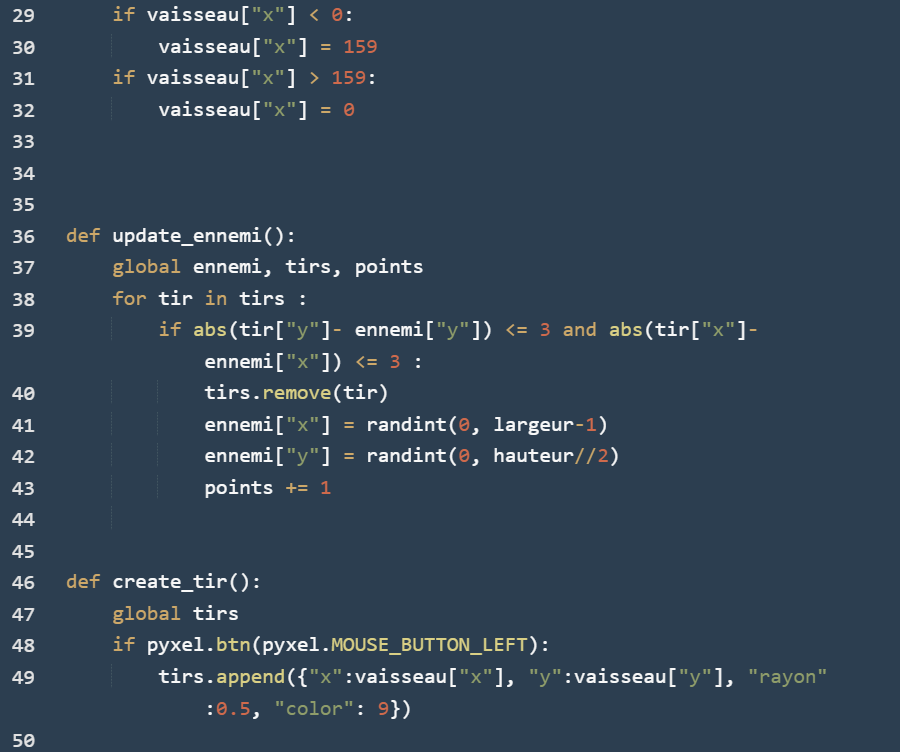 29 if vaisseau["x"] < 0:
30 vaisseau["x"] = 159
31 if vaisseau["x"] > 159:
32 vaisseau["x"] = 0
33
34
35
36 def update_ennemi():
37 global ennemi, tirs, points
38 for tir in tirs :
39 if abs(tir["y"]- ennemi["y"]) <= 3 and abs(tir["x"]-
ennemi["x"]) <= 3 :
40 tirs.remove(tir)
41 ennemi["x"] = randint(0, largeur-1)
42 ennemi["y"] = randint(0, hauteur//2)
43 points += 1
44
45
46 def create_tir():
47 global tirs
48 if pyxel.btn(pyxel.MOUSE_BUTTON_LEFT):
49 tirs.append({"x":vaisseau["x"], "y":vaisseau["y"], "rayon"
:0.5, "color": 9})
50